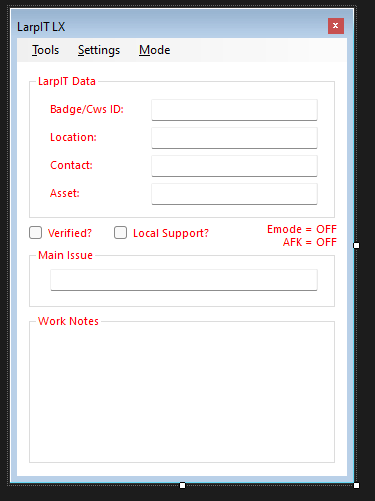 LarpIT LX
x
Tools Settings Mode
LarpIT Data
Badge/Cws ID:
Location:
Contact:
Asset:
Verified? Local Support? Emode = OFF
AFK = OFF
Main Issue
Work Notes